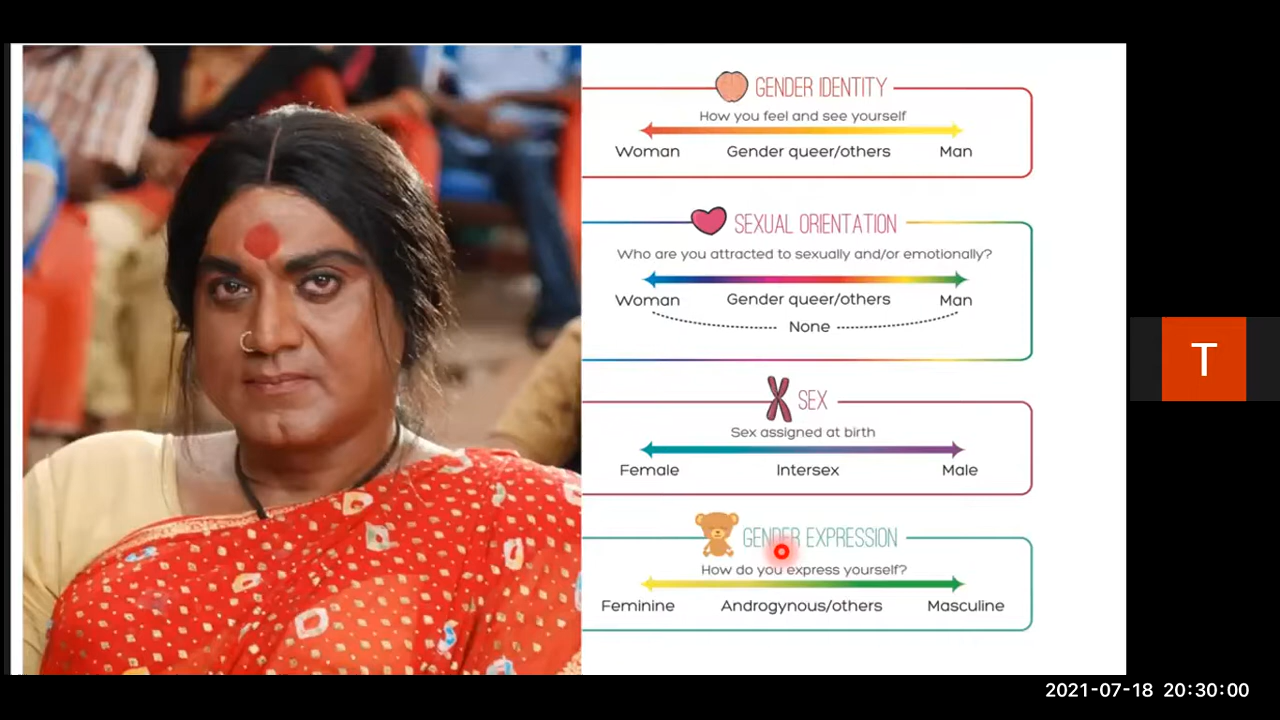 GENDER IDENTITY
How you feel and see yourself
Woman Gender queer/others Man
SEXUAL ORIENTATION
Who are you attracted to sexually and/or emotionally?
Woman Gender queer/others Man
None
SEX
Sex assigned at birth
Female Intersex Male
GENDER EXPRESSION
How do you express yourself?
Feminine Androgynous/others Masculine
T
2021-07-18 20:30:00